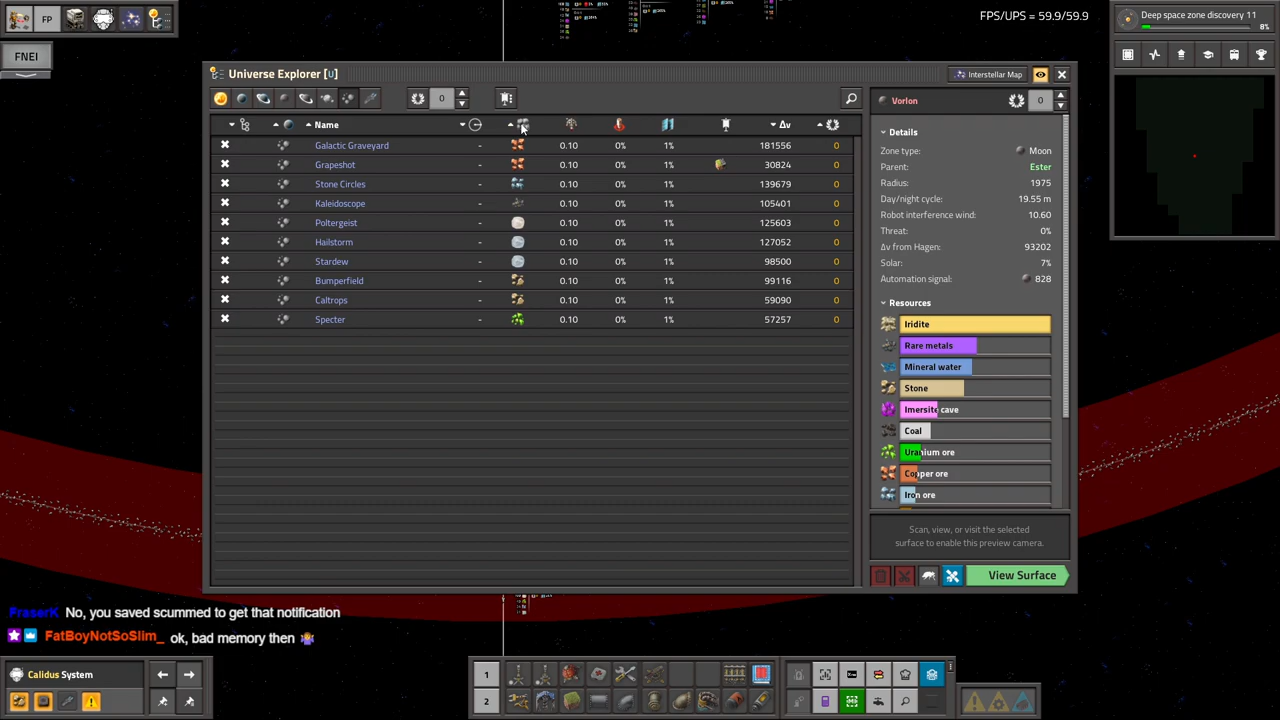 FPS/UPS = 59.9/59.9
Deep space zone discovery 11
8%
FP
FNEI
Universe Explorer [U]
Interstellar Map
0
Name
Δv
Galactic Graveyard 0.10 0% 1% 181556 0
Grapeshot - 0.10 0% 1% 30824 0
Stone Circles - 0.10 0% 1% 139679 0
Kaleidoscope - 0.10 0% 1% 105401 0
Poltergeist - 0.10 0% 1% 125603 0
Hailstorm - 0.10 0% 1% 127052 0
Stardew - 0.10 0% 1% 98500 0
Bumperfield - 0.10 0% 1% 99116 0
Caltrops - 0.10 0% 1% 59090 0
Specter - 0.10 0% 1% 57257 0
Vorlon 0
Details
Zone type: Moon
Parent: Ester
Radius: 1975
Day/night cycle: 19.55 m
Robot interference wind: 10.60
Threat: 0%
Δv from Hagen: 93202
Solar: 7%
Automation signal: 828
Resources
Iridite
Rare metals
Mineral water
Stone
Imersite cave
Coal
Uranium ore
Copper ore
Iron ore
Scan, view, or visit the selected
surface to enable this preview camera.
View Surface
FraserK No, you saved scummed to get that notification
FatBoyNotSoSlim_ ok, bad memory then
Calidus System
1
2